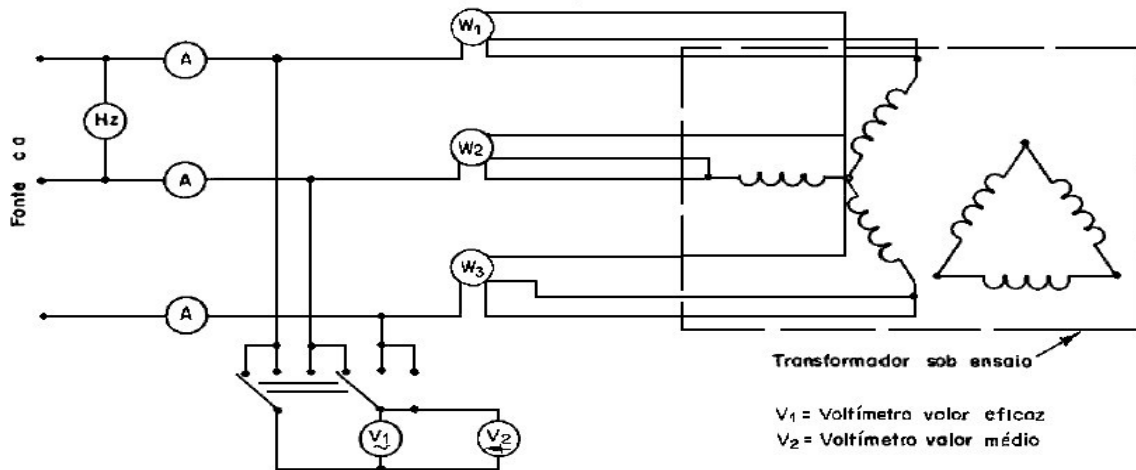 W1
A
Hz
Fonte ca
W2
A
W3
A
Transformador sob ensaio
V1 V2
V1 = Voltímetro valor eficaz
V2 = Voltímetro valor médio